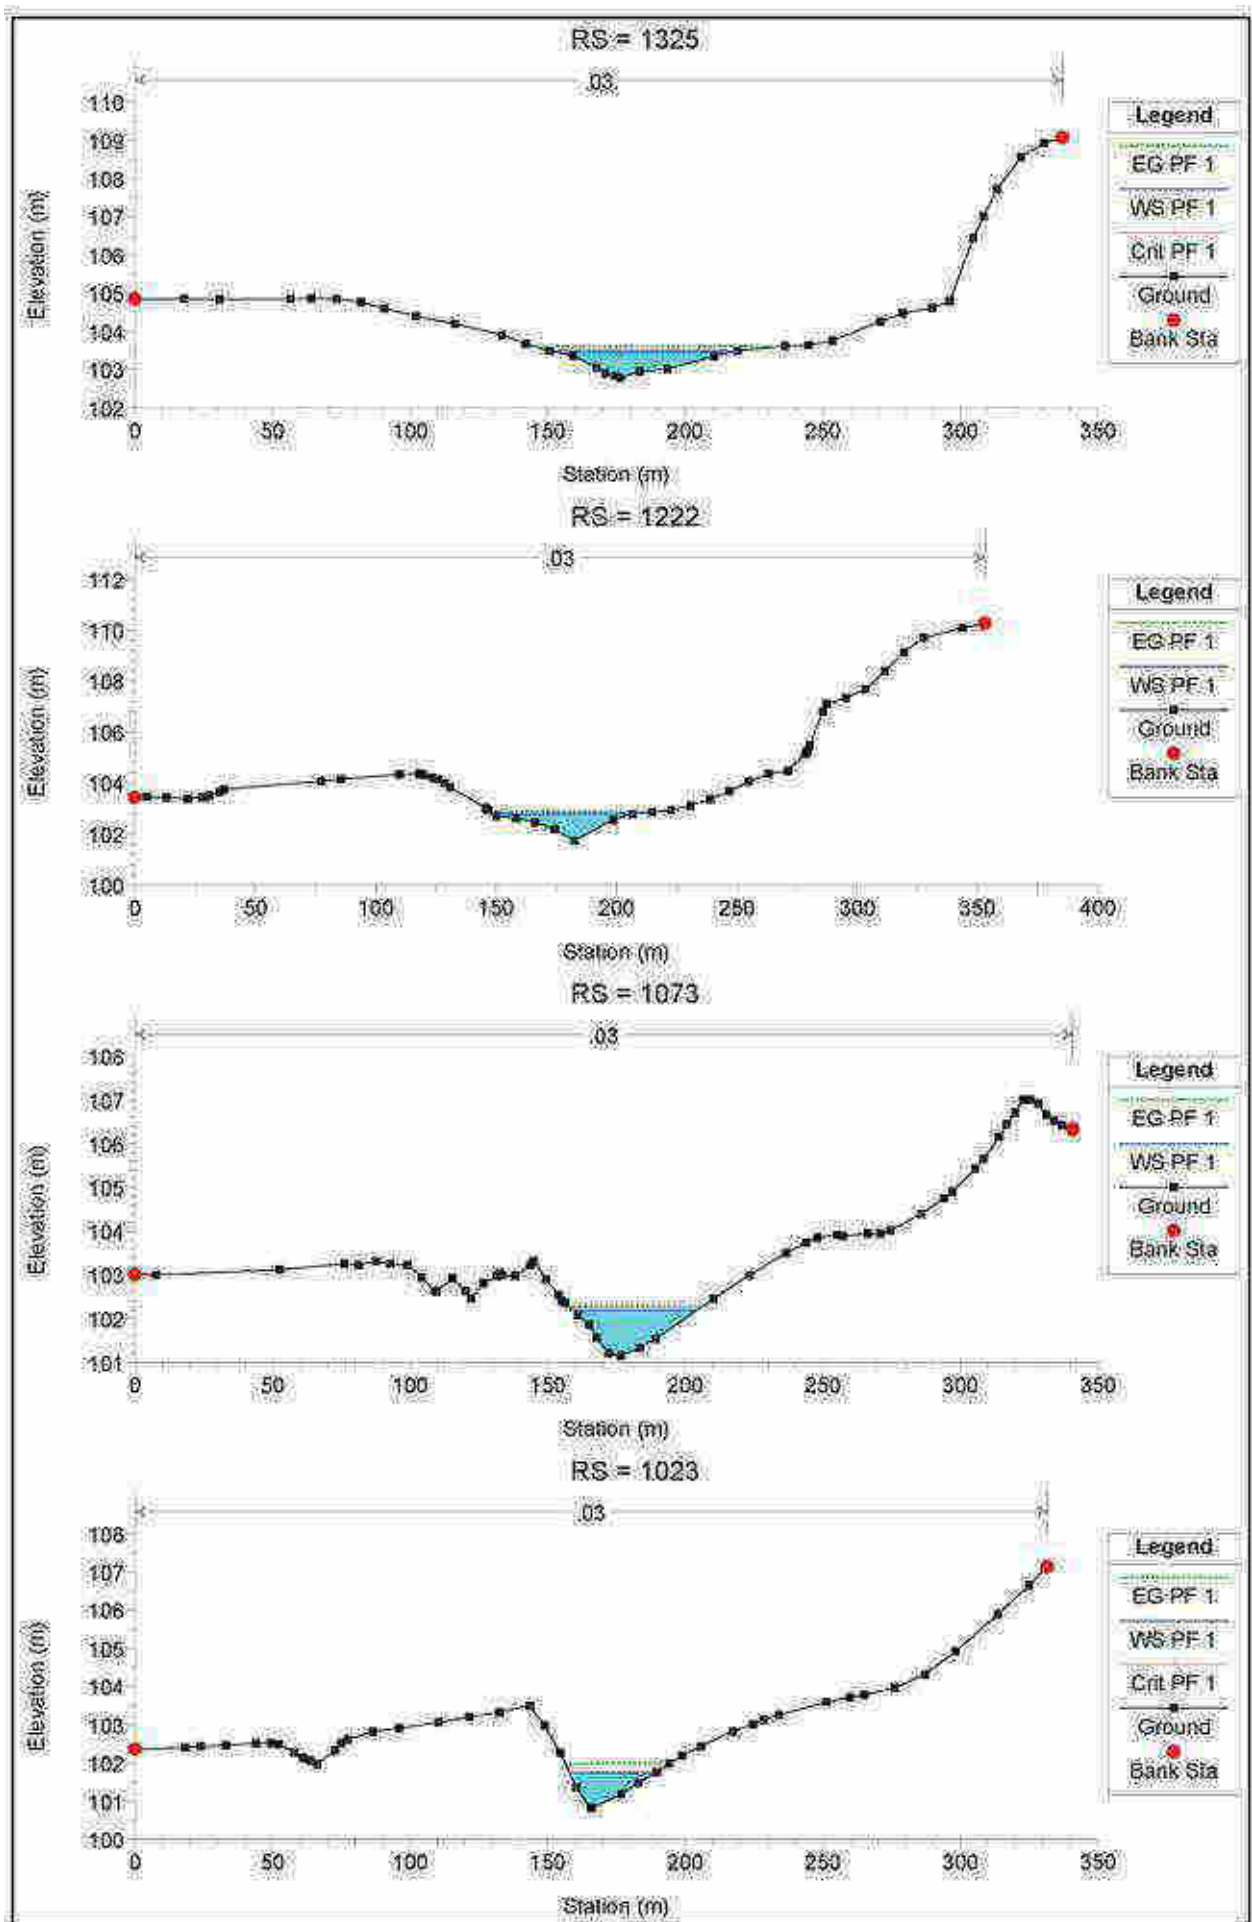 RS = 1325
.03
110
109
108
107
106
105
104
103
102
Elevation (m)
0 50 100 150 200 250 300 350
Station (m)
Legend
EG PF 1
WS PF 1
Crit PF 1
Ground
Bank Sta
RS = 1222
.03
112
110
108
106
104
102
100
Elevation (m)
0 50 100 150 200 250 300 350 400
Station (m)
Legend
EG PF 1
WS PF 1
Ground
Bank Sta
RS = 1073
.03
108
107
106
105
104
103
102
101
Elevation (m)
0 50 100 150 200 250 300 350
Station (m)
Legend
EG PF 1
WS PF 1
Ground
Bank Sta
RS = 1023
.03
108
107
106
105
104
103
102
101
100
Elevation (m)
0 50 100 150 200 250 300 350
Station (m)
Legend
EG PF 1
WS PF 1
Crit PF 1
Ground
Bank Sta